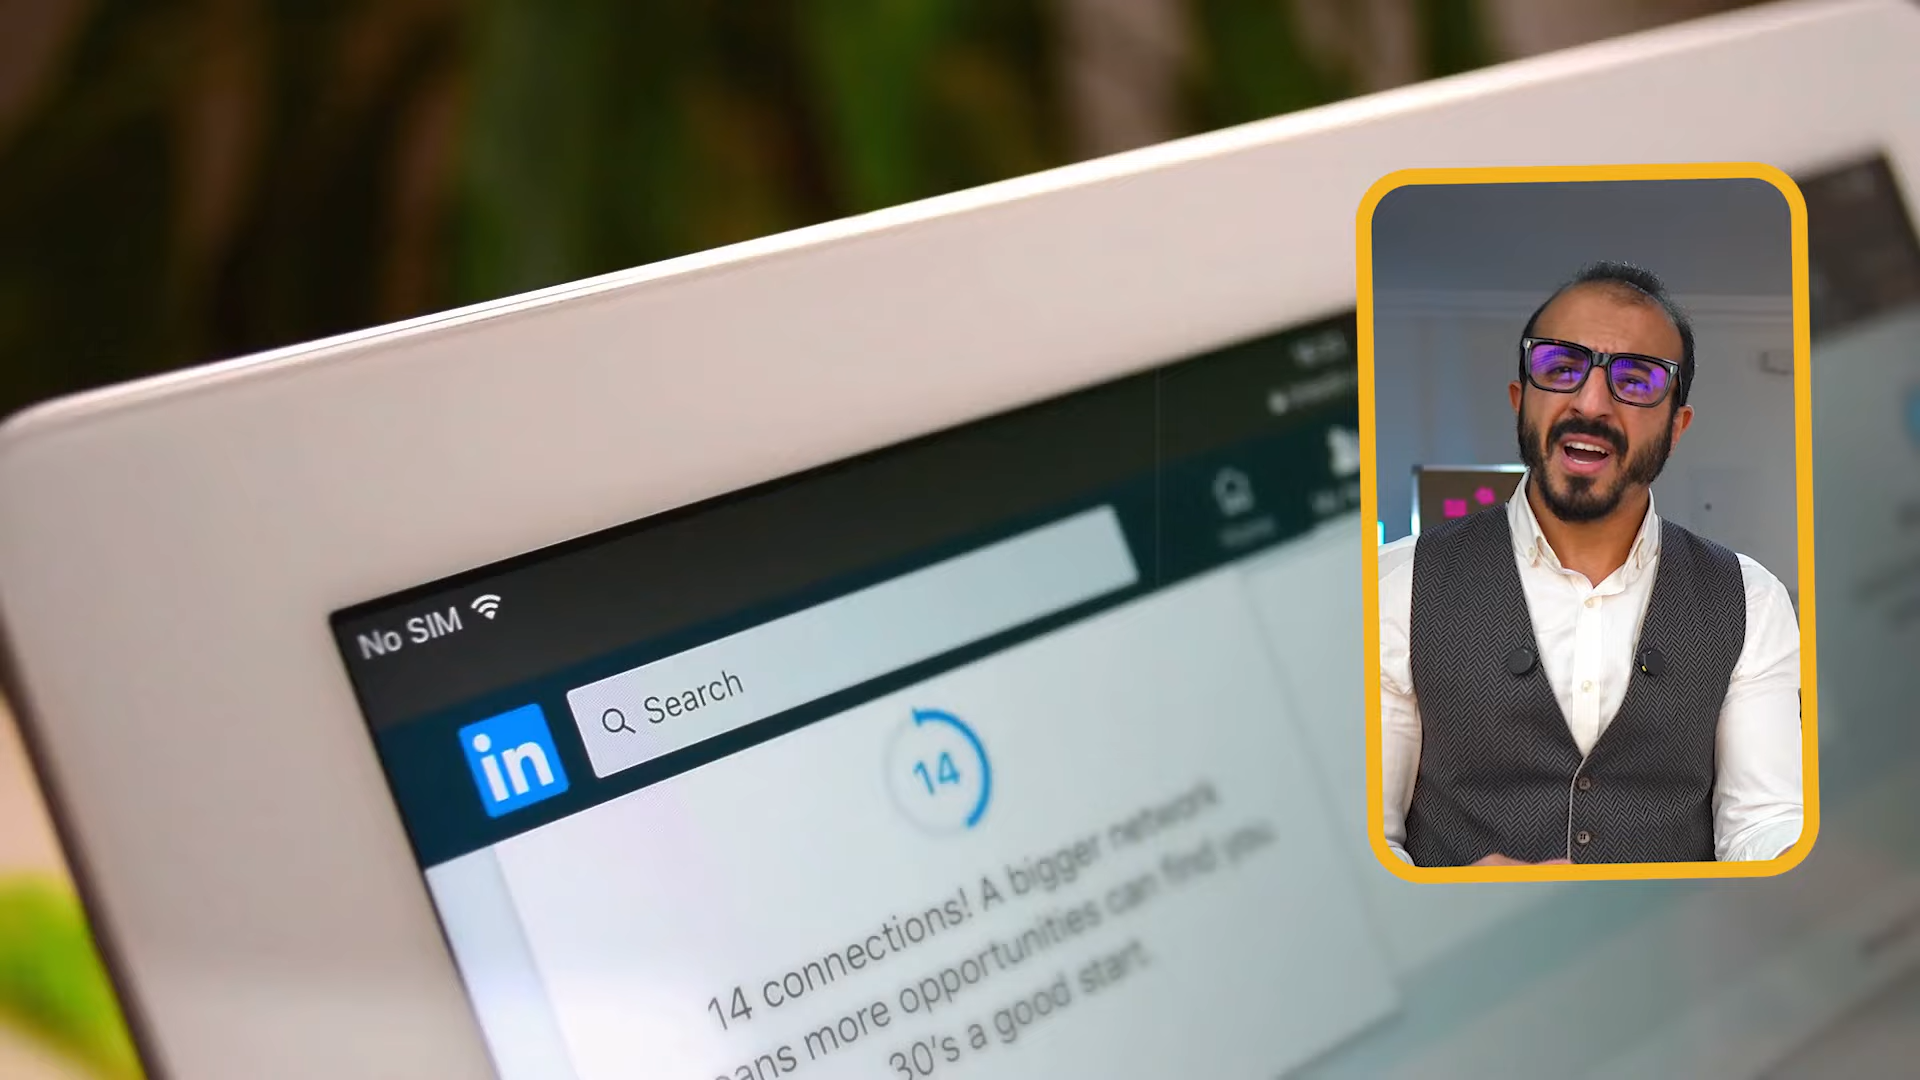 No SIM
in
Search
14
14 connections! A bigger network
ans more opportunities can find you.
30's a good start.